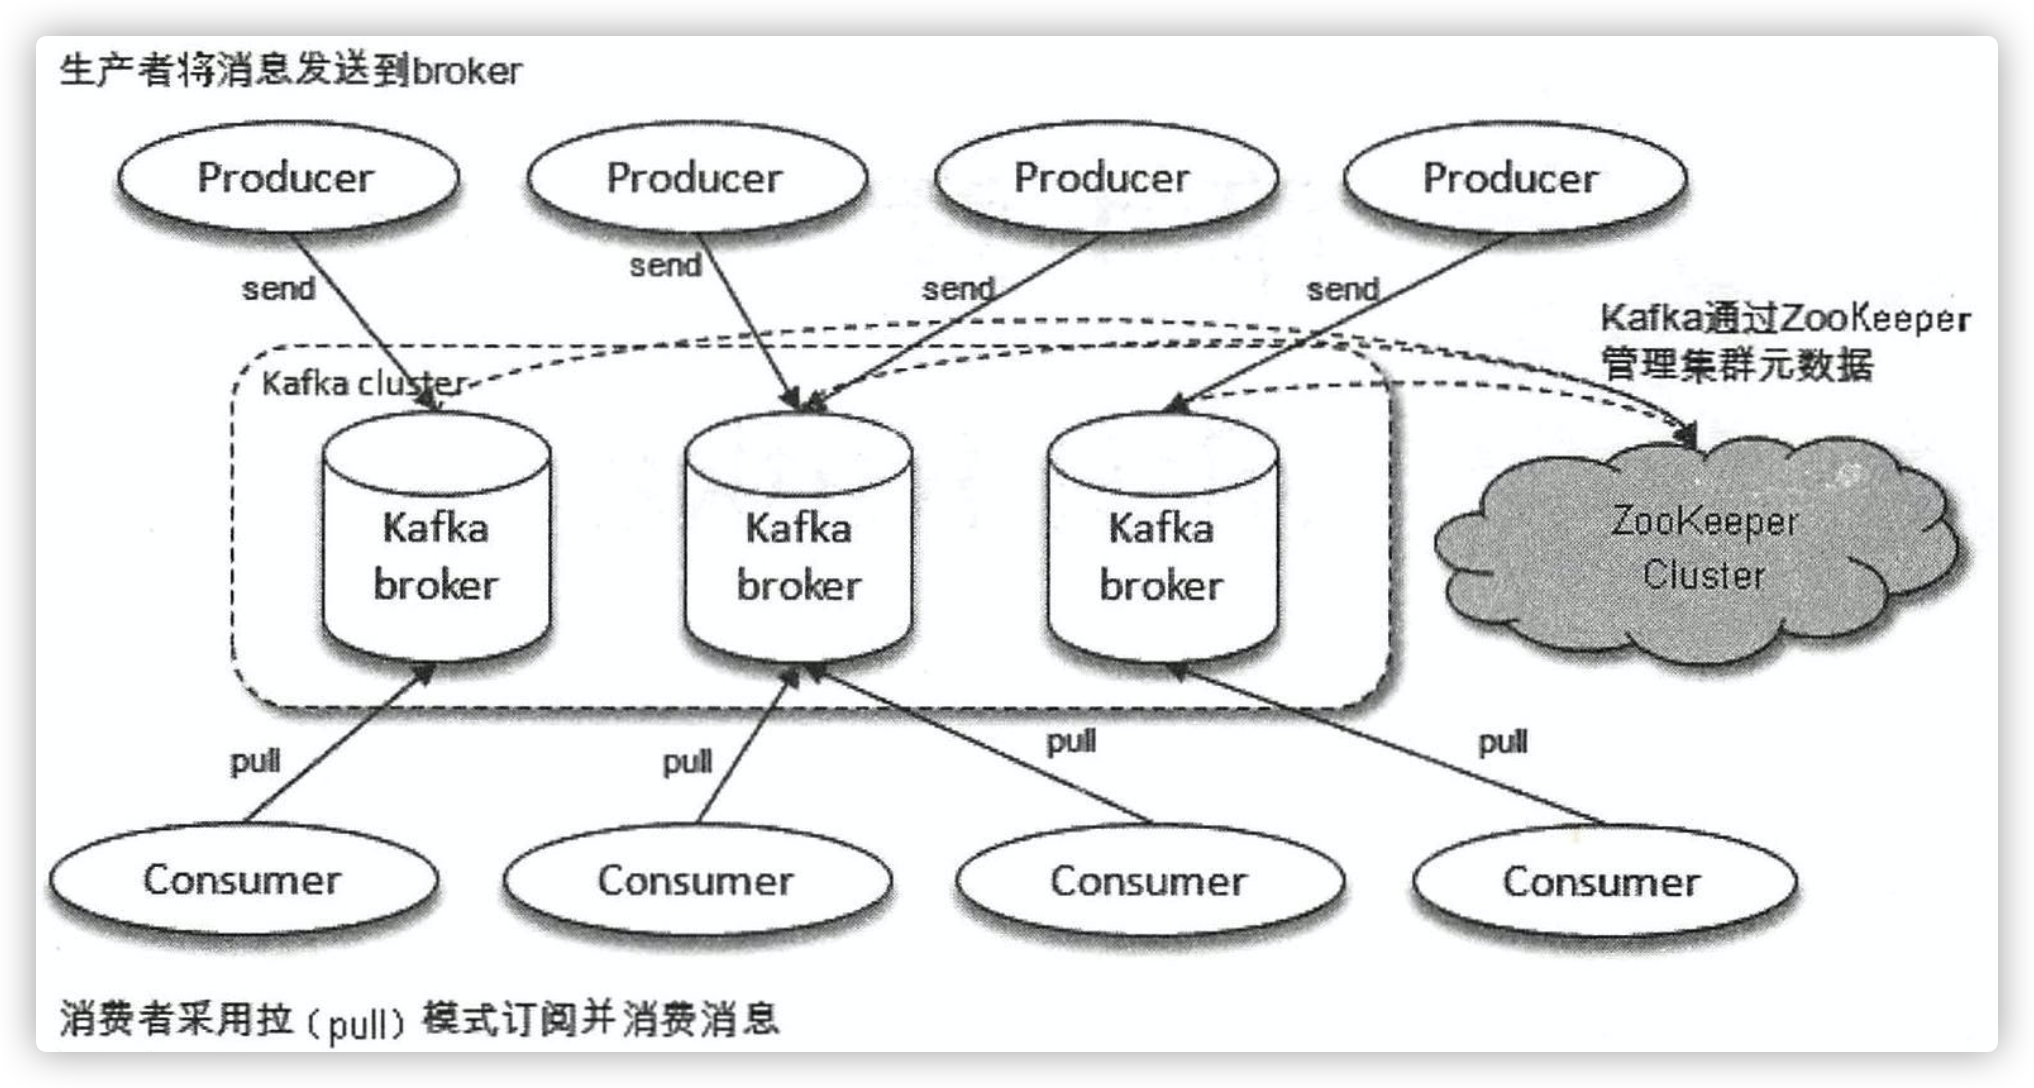 生产者将消息发送到broker
Producer
Producer
Producer
Producer
send
send
send
send
Kafka通过ZooKeeper
管理集群元数据
Kafka cluster
Kafka
broker
Kafka
broker
Kafka
broker
ZooKeeper
Cluster
pull
pull
pull
pull
Consumer
Consumer
Consumer
Consumer
消费者采用拉（pull）模式订阅并消费消息